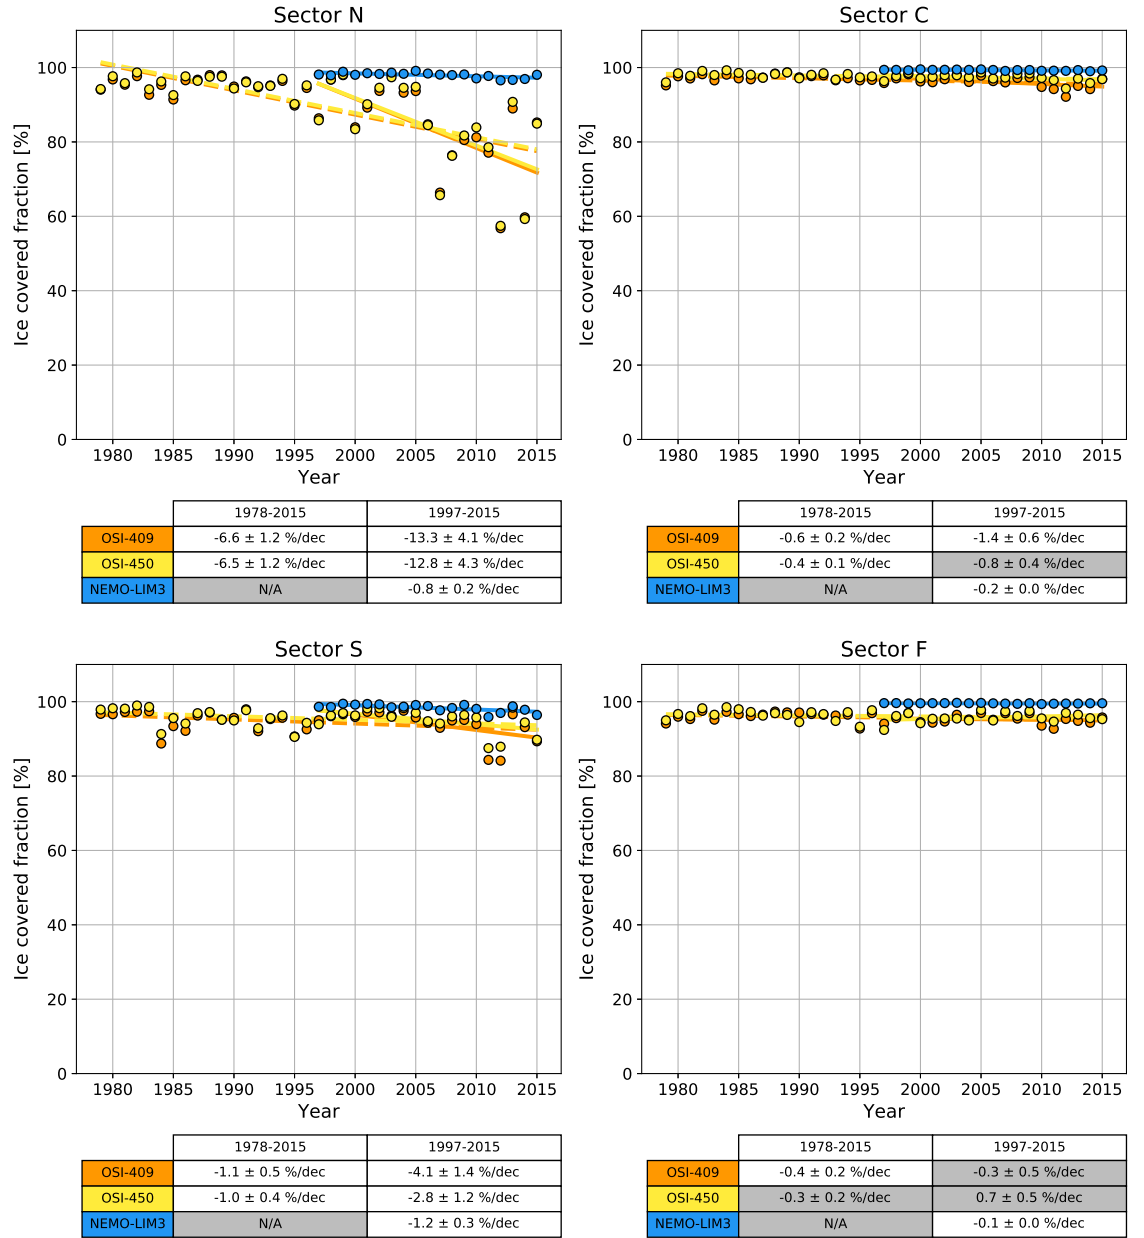 Sector N
Ice covered fraction [%]
100
80
60
40
20
0
1980 1985 1990 1995 2000 2005 2010 2015
Year
1978-2015 1997-2015
OSI-409 -6.6 ± 1.2 %/dec -13.3 ± 4.1 %/dec
OSI-450 -6.5 ± 1.2 %/dec -12.8 ± 4.3 %/dec
NEMO-LIM3 N/A -0.8 ± 0.2 %/dec
Sector C
Ice covered fraction [%]
100
80
60
40
20
0
1980 1985 1990 1995 2000 2005 2010 2015
Year
1978-2015 1997-2015
OSI-409 -0.6 ± 0.2 %/dec -1.4 ± 0.6 %/dec
OSI-450 -0.4 ± 0.1 %/dec -0.8 ± 0.4 %/dec
NEMO-LIM3 N/A -0.2 ± 0.0 %/dec
Sector S
Ice covered fraction [%]
100
80
60
40
20
0
1980 1985 1990 1995 2000 2005 2010 2015
Year
1978-2015 1997-2015
OSI-409 -1.1 ± 0.5 %/dec -4.1 ± 1.4 %/dec
OSI-450 -1.0 ± 0.4 %/dec -2.8 ± 1.2 %/dec
NEMO-LIM3 N/A -1.2 ± 0.3 %/dec
Sector F
Ice covered fraction [%]
100
80
60
40
20
0
1980 1985 1990 1995 2000 2005 2010 2015
Year
1978-2015 1997-2015
OSI-409 -0.4 ± 0.2 %/dec -0.3 ± 0.5 %/dec
OSI-450 -0.3 ± 0.2 %/dec 0.7 ± 0.5 %/dec
NEMO-LIM3 N/A -0.1 ± 0.0 %/dec